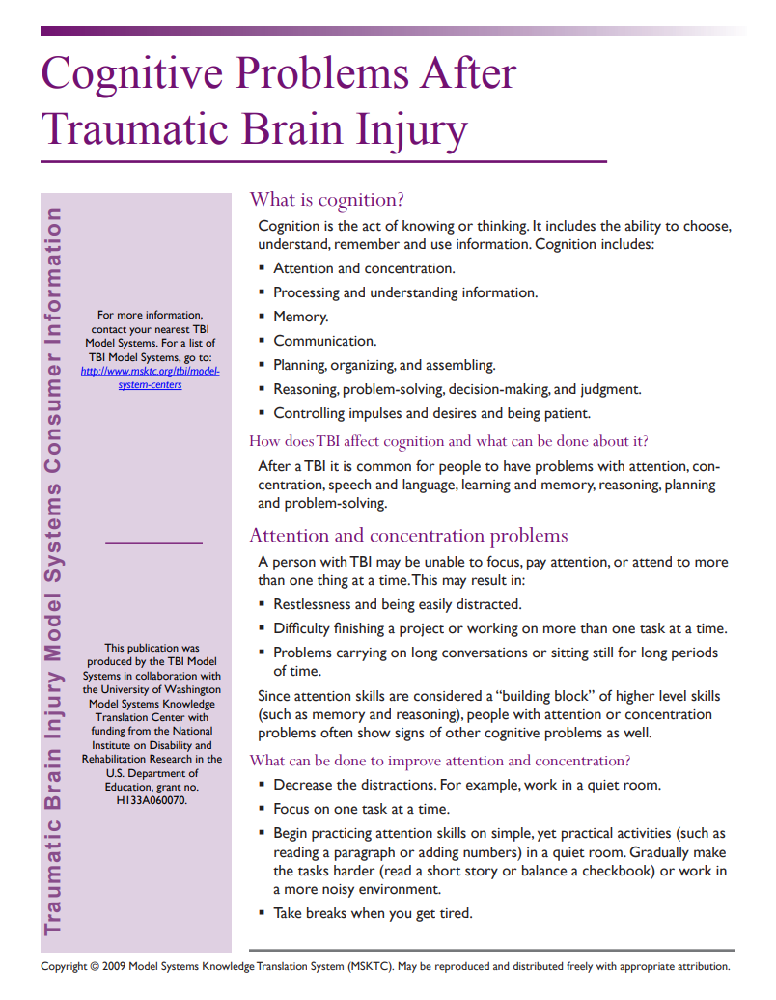 Cognitive Problems After
Traumatic Brain Injury
Traumatic Brain Injury Model Systems Consumer Information
For more information,
contact your nearest TBI
Model Systems. For a list of
TBI Model Systems, go to:
http://www.msktc.org/tbi/model-
system-centers
This publication was
produced by the TBI Model
Systems in collaboration with
the University of Washington
Model Systems Knowledge
Translation Center with
funding from the National
Institute on Disability and
Rehabilitation Research in the
U.S. Department of
Education, grant no.
H133A060070.
What is cognition?
Cognition is the act of knowing or thinking. It includes the ability to choose,
understand, remember and use information. Cognition includes:
▪ Attention and concentration.
▪ Processing and understanding information.
▪ Memory.
▪ Communication.
▪ Planning, organizing, and assembling.
▪ Reasoning, problem-solving, decision-making, and judgment.
▪ Controlling impulses and desires and being patient.
How does TBI affect cognition and what can be done about it?
After a TBI it is common for people to have problems with attention, con-
centration, speech and language, learning and memory, reasoning, planning
and problem-solving.
Attention and concentration problems
A person with TBI may be unable to focus, pay attention, or attend to more
than one thing at a time. This may result in:
▪ Restlessness and being easily distracted.
▪ Difficulty finishing a project or working on more than one task at a time.
▪ Problems carrying on long conversations or sitting still for long periods
of time.
Since attention skills are considered a “building block” of higher level skills
(such as memory and reasoning), people with attention or concentration
problems often show signs of other cognitive problems as well.
What can be done to improve attention and concentration?
▪ Decrease the distractions. For example, work in a quiet room.
▪ Focus on one task at a time.
▪ Begin practicing attention skills on simple, yet practical activities (such as
reading a paragraph or adding numbers) in a quiet room. Gradually make
the tasks harder (read a short story or balance a checkbook) or work in
a more noisy environment.
▪ Take breaks when you get tired.
Copyright © 2009 Model Systems Knowledge Translation System (MSKTC). May be reproduced and distributed freely with appropriate attribution.